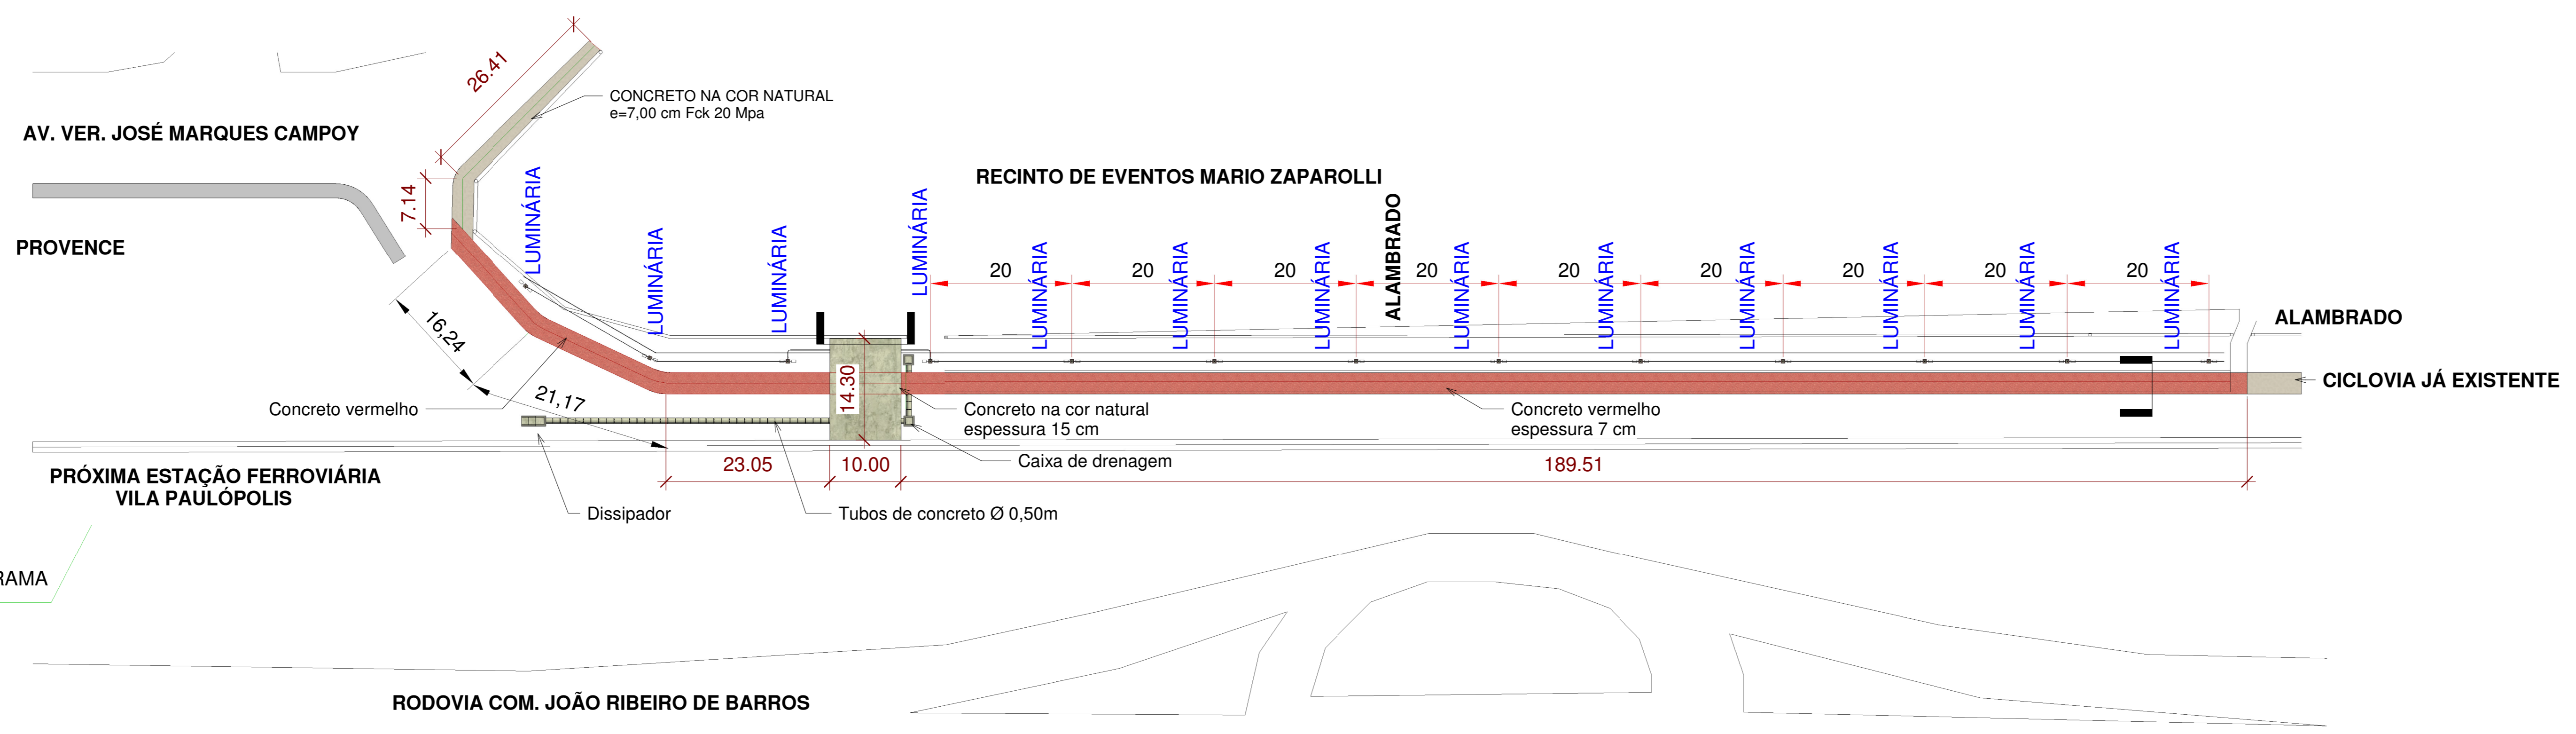 26.41
CONCRETO NA COR NATURAL
e=7,00 cm Fck 20 Mpa
AV. VER. JOSÉ MARQUES CAMPOY
7.14
PROVENCE
RECINTO DE EVENTOS MARIO ZAPAROLLI
LUMINÁRIA
LUMINÁRIA
LUMINÁRIA
LUMINÁRIA
20
LUMINÁRIA
20
LUMINÁRIA
20
LUMINÁRIA
ALAMBRADO
20
LUMINÁRIA
20
LUMINÁRIA
20
LUMINÁRIA
20
LUMINÁRIA
20
LUMINÁRIA
20
LUMINÁRIA
ALAMBRADO
16,24
21,17
14.30
CICLOVIA JÁ EXISTENTE
Concreto vermelho
Concreto na cor natural
espessura 15 cm
Concreto vermelho
espessura 7 cm
Caixa de drenagem
23.05
10.00
189.51
PRÓXIMA ESTAÇÃO FERROVIÁRIA
VILA PAULÓPOLIS
Dissipador
Tubos de concreto Ø 0,50m
RAMA
RODOVIA COM. JOÃO RIBEIRO DE BARROS